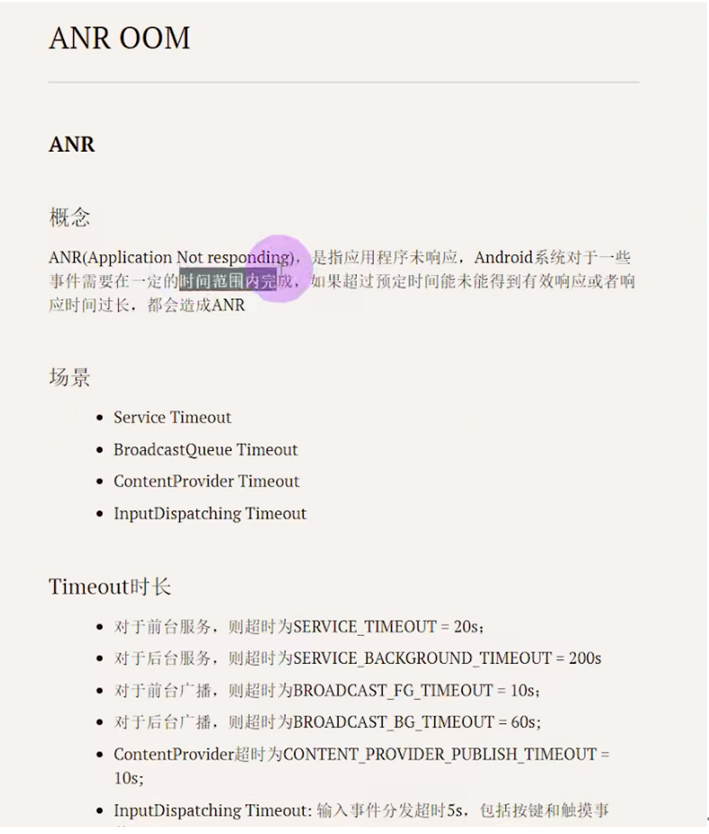 ANR OOM
ANR
概念
ANR(Application Not responding)，是指应用程序未响应，Android系统对于一些
事件需要在一定的时间范围内完成，如果超过预定时间能未能得到有效响应或者响
应时间过长，都会造成ANR
场景
Service Timeout
BroadcastQueue Timeout
ContentProvider Timeout
InputDispatching Timeout
Timeout时长
对于前台服务，则超时为SERVICE_TIMEOUT = 20s；
对于后台服务，则超时为SERVICE_BACKGROUND_TIMEOUT = 200s
对于前台广播，则超时为BROADCAST_FG_TIMEOUT = 10s；
对于后台广播，则超时为BROADCAST_BG_TIMEOUT = 60s;
ContentProvider超时为CONTENT_PROVIDER_PUBLISH_TIMEOUT =
10s;
InputDispatching Timeout: 输入事件分发超时5s，包括按键和触摸事